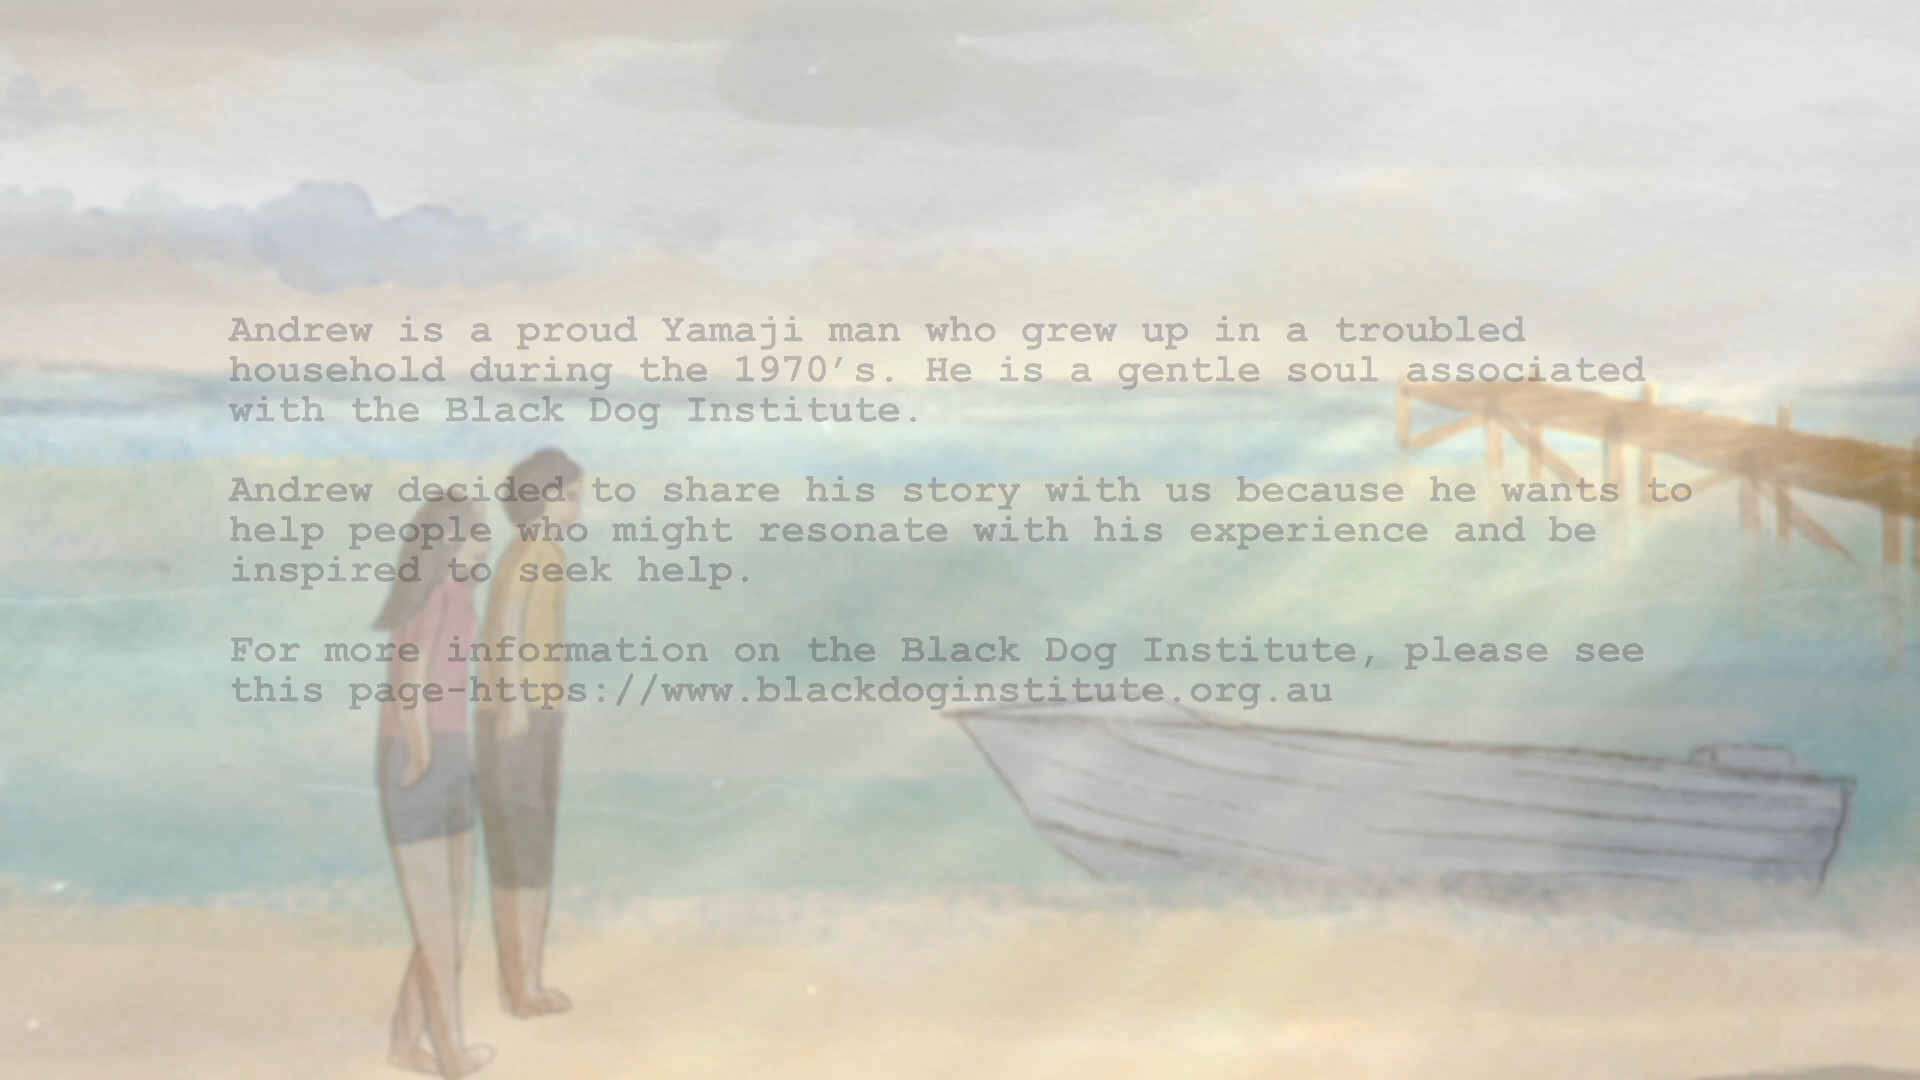 Andrew is a proud Yamaji man who grew up in a troubled
household during the 1970's. He is a gentle soul associated
with the Black Dog Institute.
Andrew decided to share his story with us because he wants to
help people who might resonate with his experience and be
inspired to seek help.
For more information on the Black Dog Institute, please see
this page-https://www.blackdoginstitute.org.au